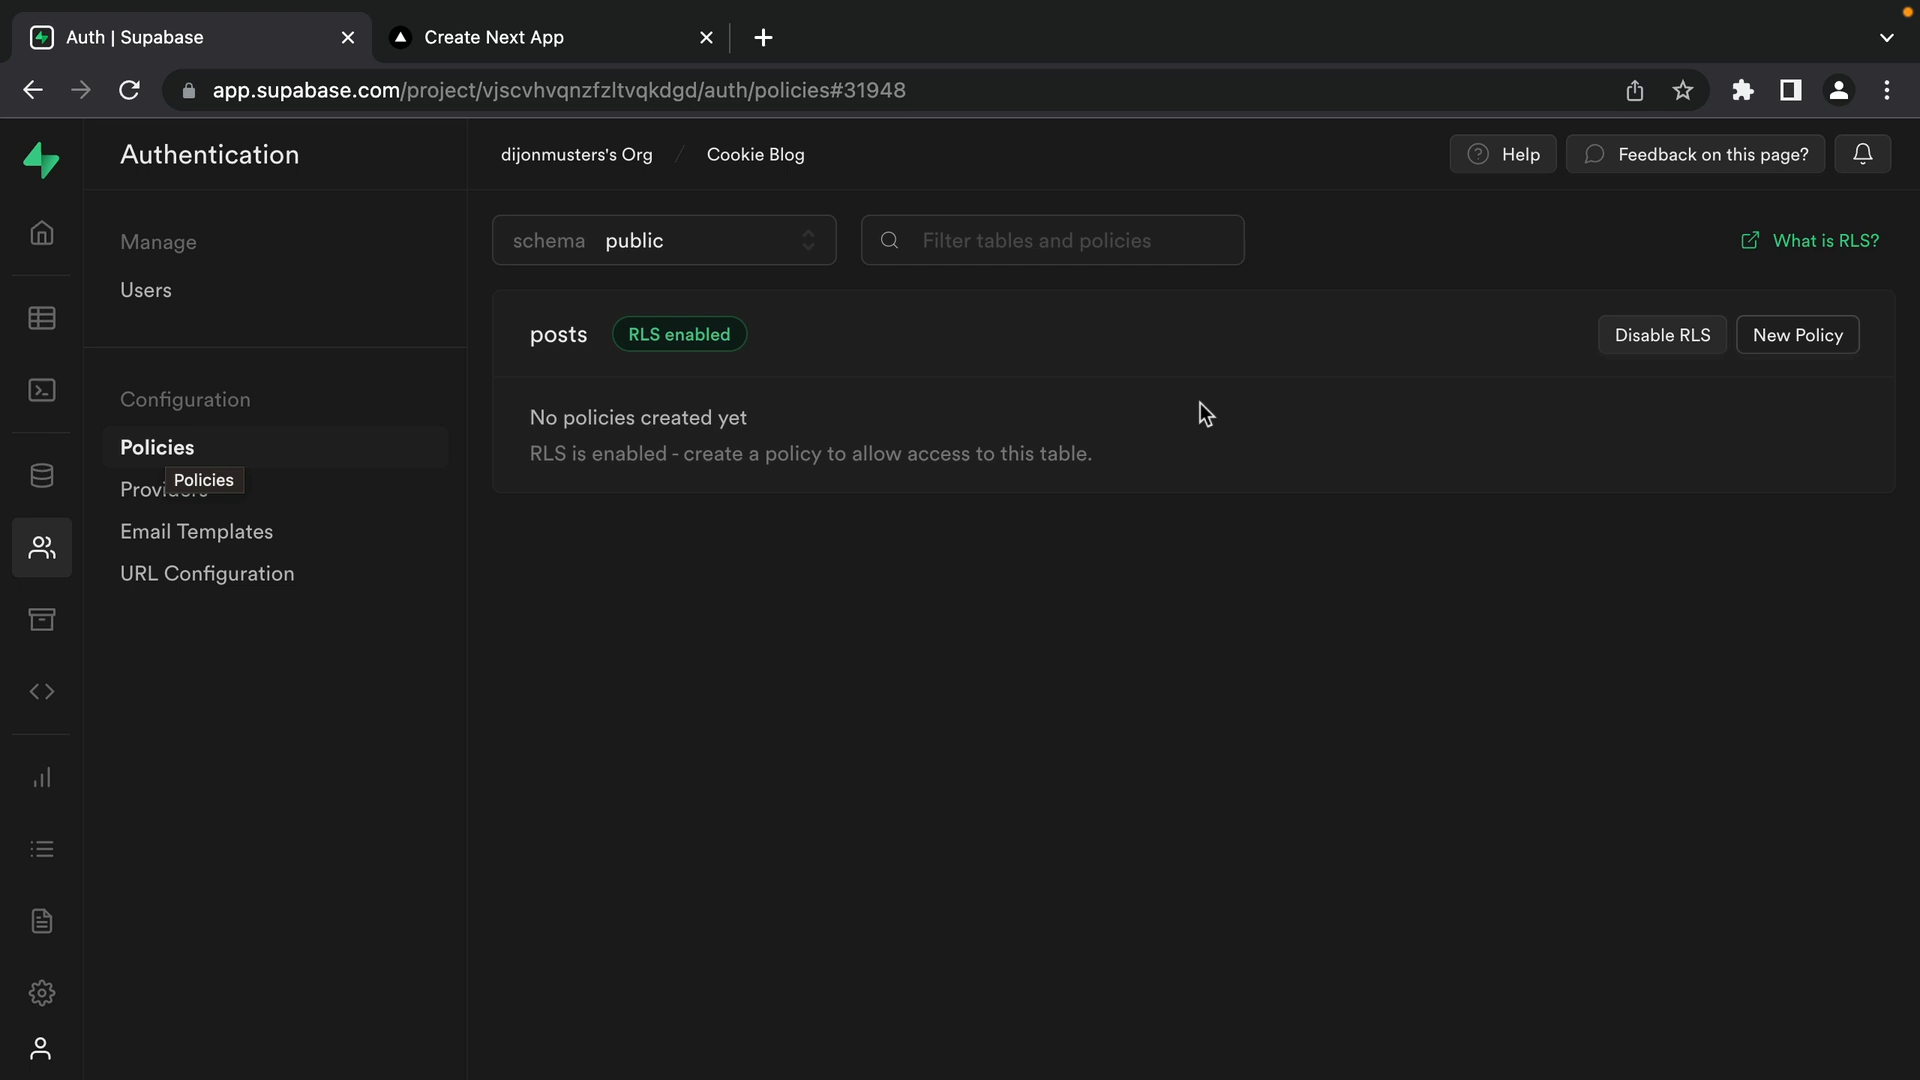 Auth | Supabase
Create Next App
app.supabase.com/project/vjscvhvqnzfzltvqkdgd/auth/policies#31948
Authentication
dijonmusters's Org / Cookie Blog
Help
Feedback on this page?
Manage
Users
schema public
Filter tables and policies
What is RLS?
posts
RLS enabled
Disable RLS
New Policy
No policies created yet
RLS is enabled - create a policy to allow access to this table.
Configuration
Policies
Policies
Providers
Email Templates
URL Configuration